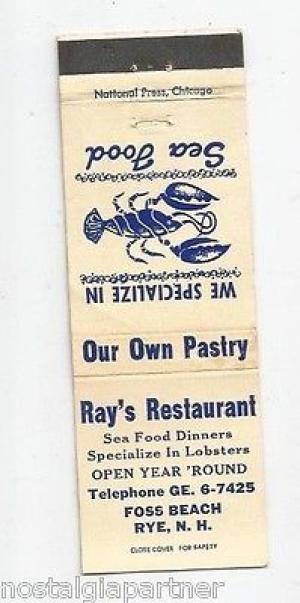 National Press, Chicago
Sea Food
WE SPECIALIZE IN
Our Own Pastry
Ray's Restaurant
Sea Food Dinners
Specialize In Lobsters
OPEN YEAR 'ROUND
Telephone GE. 6-7425
FOSS BEACH
RYE, N. H.
CLOSE COVER FOR SAFETY
nostalgiapartner